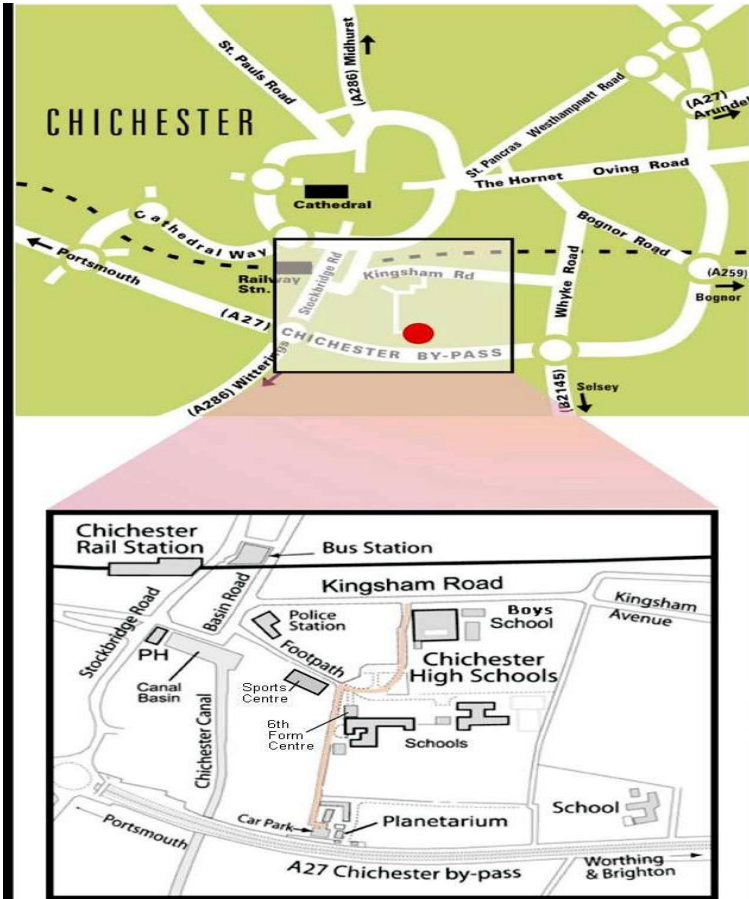 St. Pauls Road
(A286) Midhurst
CHICHESTER
St. Pancras
Westhampnett Road
(A27)
Arundel
The Hornet
Oving Road
Cathedral
Cathedral Way
Bognor Road
Portsmouth
Railway
Stn.
Stockbridge Rd
Kingsham Rd
Whyke Road
(A259)
Bognor
(A27)
CHICHESTER BY-PASS
(A286) Witterings
(B2145)
Selsey
Chichester
Rail Station
Bus Station
Stockbridge Road
Basin Road
Kingsham Road
Kingsham
Avenue
Police
Station
Boys
School
Footpath
PH
Canal
Basin
Chichester
High Schools
Sports
Centre
6th
Form
Centre
Schools
Chichester Canal
School
Car Park
Planetarium
Portsmouth
A27 Chichester by-pass
Worthing
& Brighton